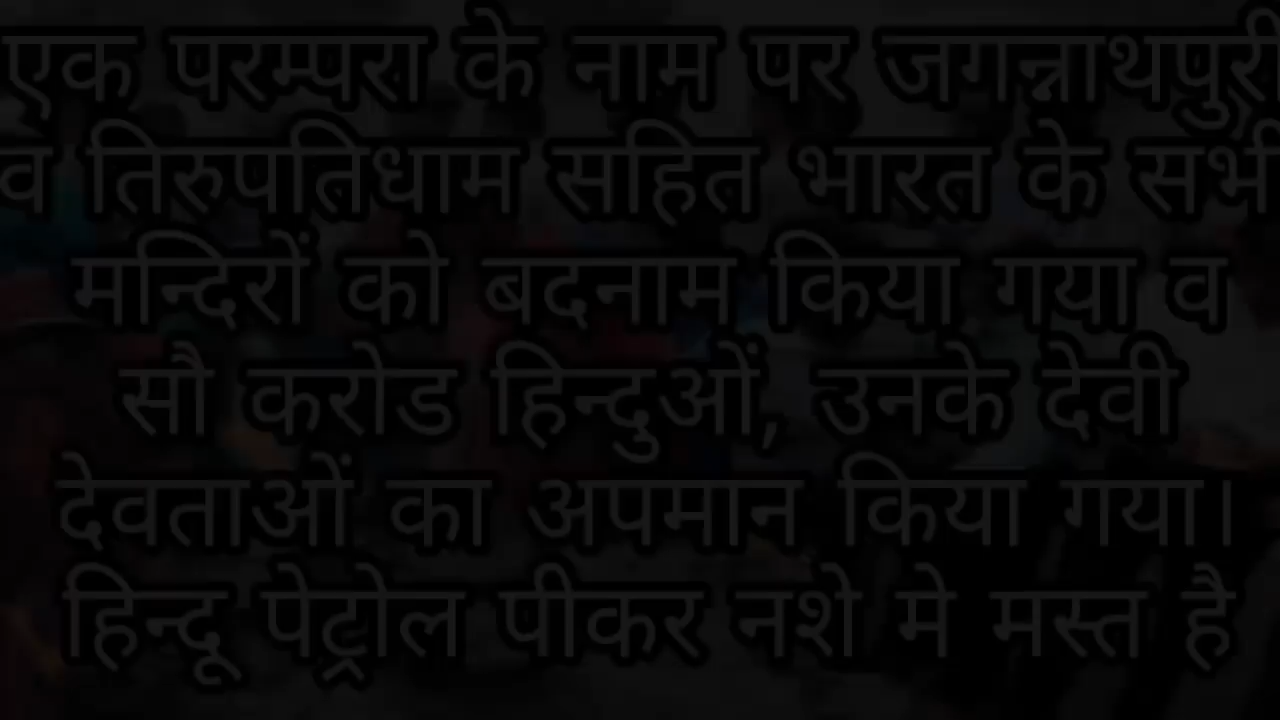 एक परम्परा के नाम पर जगन्नाथपुरी
व तिरुपतिधाम सहित भारत के सभी
मन्दिरों को बदनाम किया गया व
सौ करोड हिन्दुओं, उनके देवी
देवताओं का अपमान किया गया।
हिन्दू पेट्रोल पीकर नशे मे मस्त है